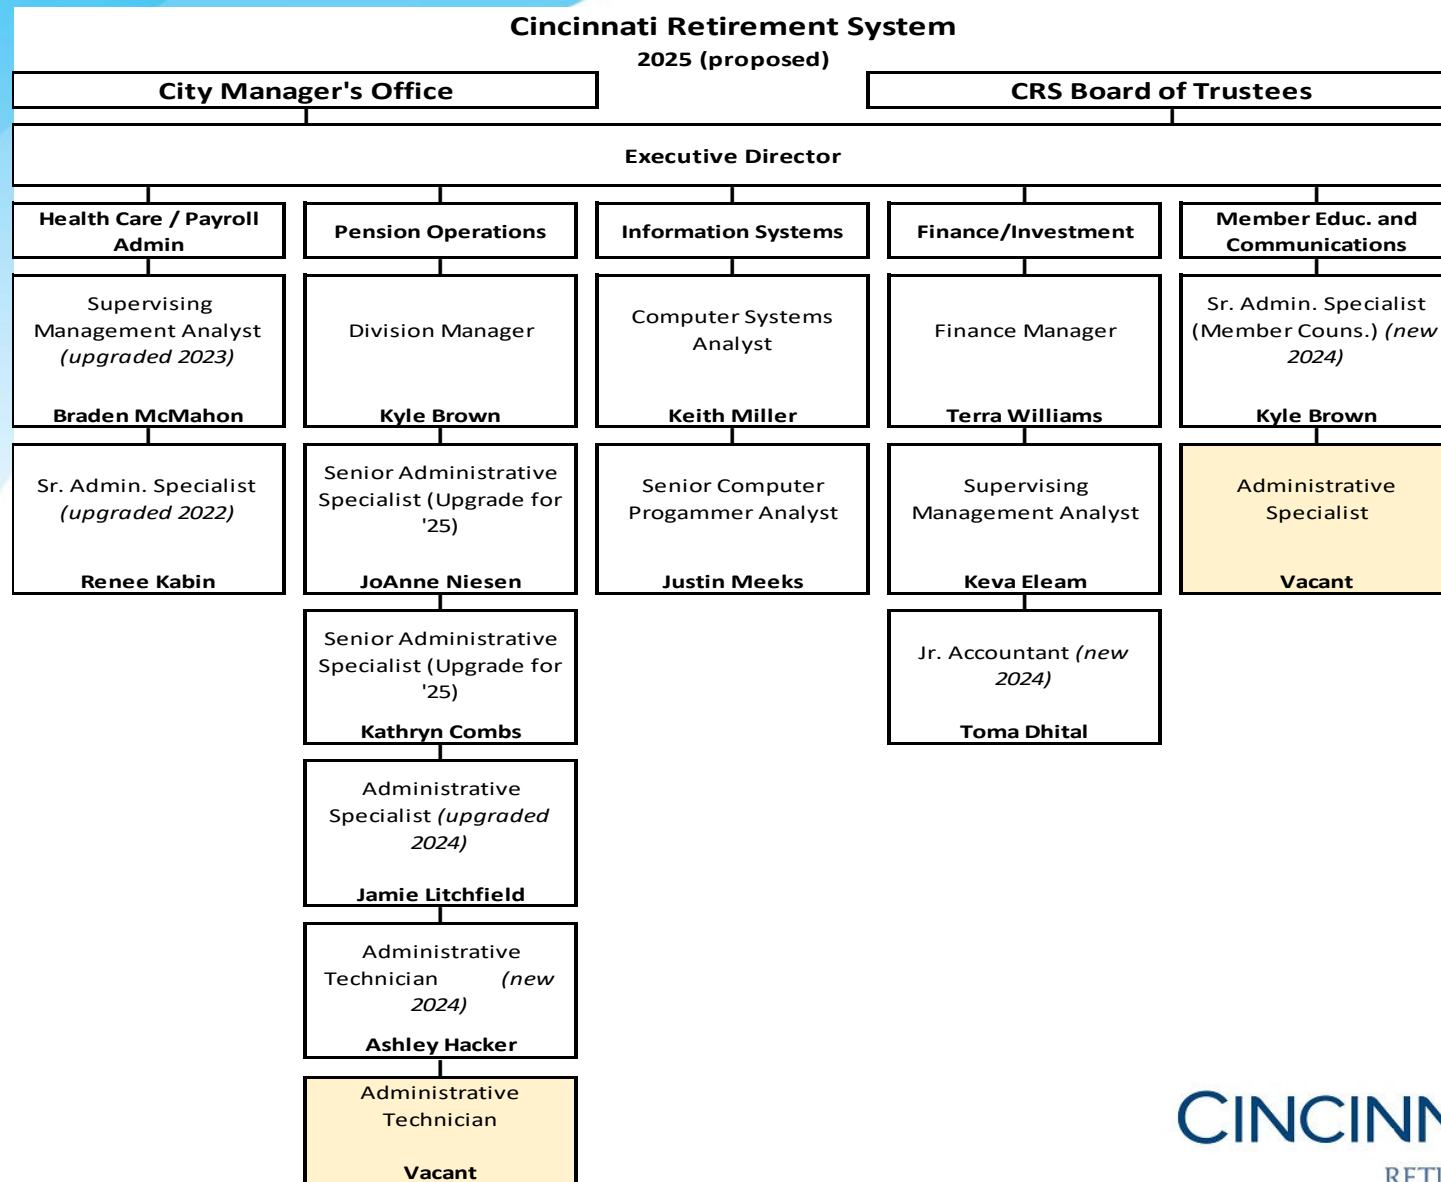 Cincinnati Retirement System
2025 (proposed)
City Manager's Office
CRS Board of Trustees
Executive Director
Health Care / Payroll
Admin
Supervising
Management Analyst
(upgraded 2023)
Braden McMahon
Sr. Admin. Specialist
(upgraded 2022)
Renee Kabin
Pension Operations
Division Manager
Kyle Brown
Senior Administrative
Specialist (Upgrade for
'25)
JoAnne Niesen
Senior Administrative
Specialist (Upgrade for
'25)
Kathryn Combs
Administrative
Specialist (upgraded
2024)
Jamie Litchfield
Administrative
Technician (new
2024)
Ashley Hacker
Administrative
Technician
Vacant
Information Systems
Computer Systems
Analyst
Keith Miller
Senior Computer
Progammer Analyst
Justin Meeks
Finance/Investment
Finance Manager
Terra Williams
Supervising
Management Analyst
Keva Eleam
Jr. Accountant (new
2024)
Toma Dhital
Member Educ. and
Communications
Sr. Admin. Specialist
(Member Couns.) (new
2024)
Kyle Brown
Administrative
Specialist
Vacant
CINCINN
RETI